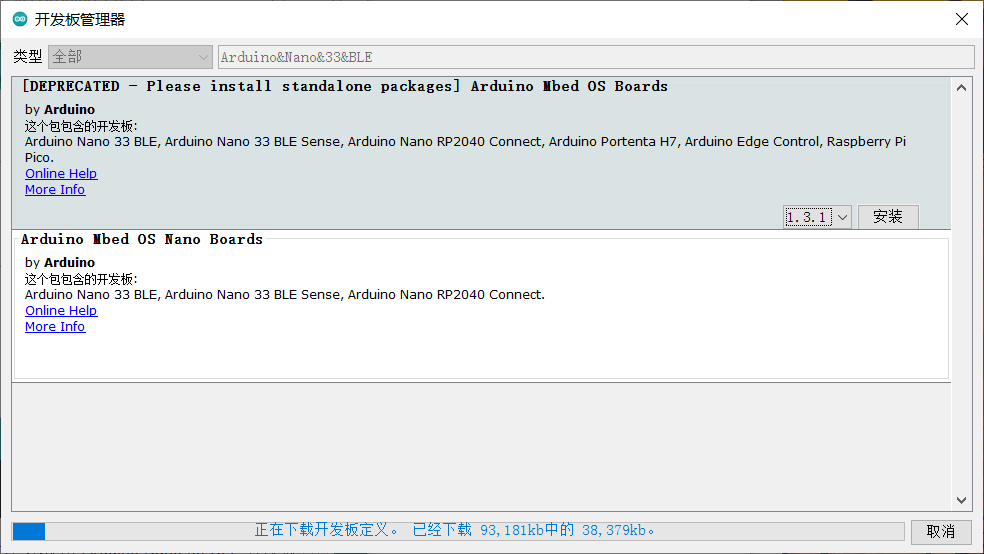 开发板管理器
类型 全部 Arduino&Nano&33&BLE
[DEPRECATED - Please install standalone packages] Arduino Mbed OS Boards
by Arduino
这个包包含的开发板：
Arduino Nano 33 BLE, Arduino Nano 33 BLE Sense, Arduino Nano RP2040 Connect, Arduino Portenta H7, Arduino Edge Control, Raspberry Pi
Pico.
Online Help
More Info
1.3.1 安装
Arduino Mbed OS Nano Boards
by Arduino
这个包包含的开发板：
Arduino Nano 33 BLE, Arduino Nano 33 BLE Sense, Arduino Nano RP2040 Connect.
Online Help
More Info
正在下载开发板定义。 已经下载 93,181kb中的 38,379kb。 取消